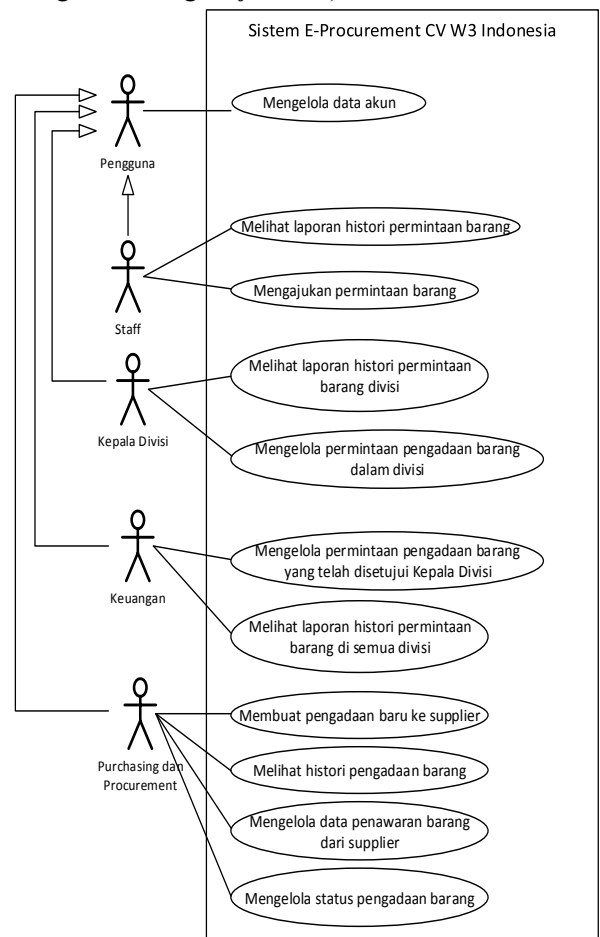 Sistem E-Procurement CV W3 Indonesia
Mengelola data akun
Pengguna
Melihat laporan histori permintaan barang
Mengajukan permintaan barang
Staff
Melihat laporan histori permintaan
barang divisi
Kepala Divisi
Mengelola permintaan pengadaan barang
dalam divisi
Mengelola permintaan pengadaan barang
yang telah disetujui Kepala Divisi
Keuangan
Melihat laporan histori permintaan
barang di semua divisi
Membuat pengadaan baru ke supplier
Purchasing dan
Procurement
Melihat histori pengadaan barang
Mengelola data penawaran barang
dari supplier
Mengelola status pengadaan barang